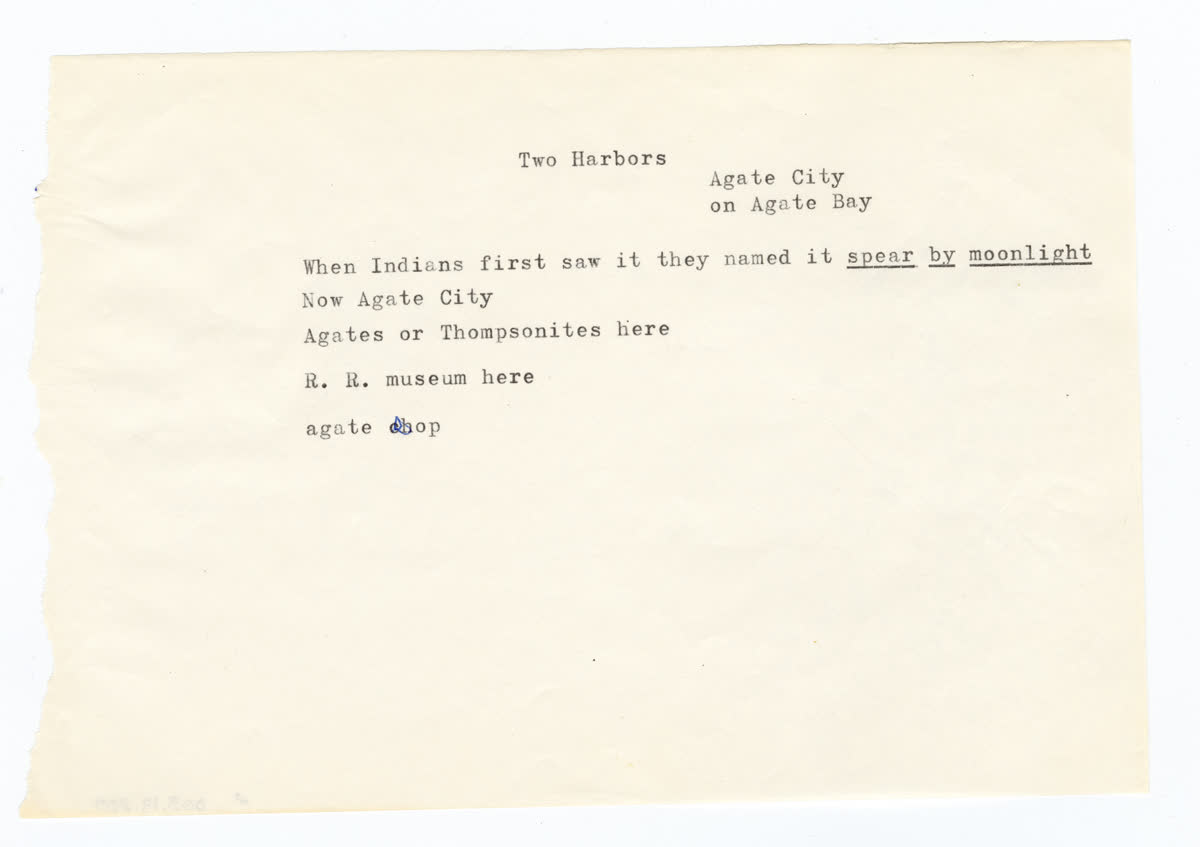 Two Harbors
Agate City
on Agate Bay
When Indians first saw it they named it spear by moonlight
Now Agate City
Agates or Thompsonites here
R. R. museum here
agate shop